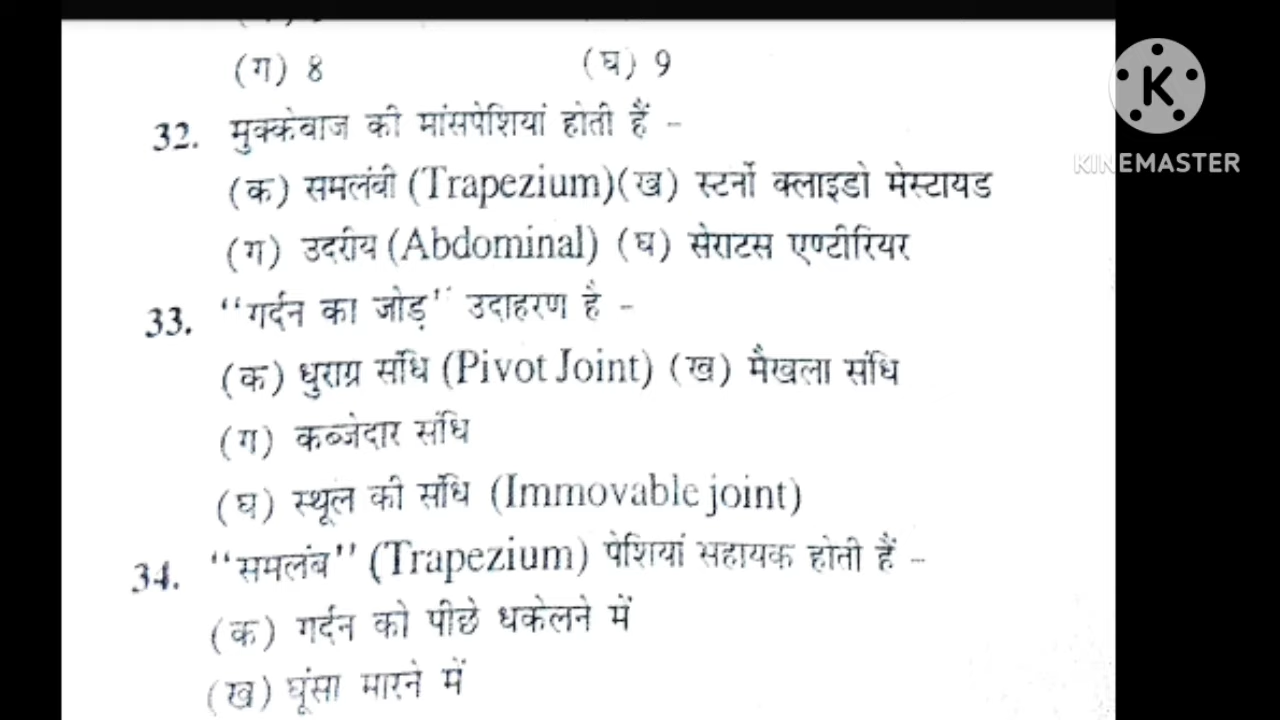 (ग) 8 (घ) 9
32. मुक्केबाज की मांसपेशियां होती हैं -
(क) समलंबी (Trapezium)(ख) स्टर्नो क्लाइडो मेस्टायड
(ग) उदरीय (Abdominal) (घ) सेराटस एण्टीरियर
33. "गर्दन का जोड़" उदाहरण है -
(क) धुराग्र संधि (Pivot Joint) (ख) मैखला संधि
(ग) कब्जेदार संधि
(घ) स्थूल की संधि (Immovable joint)
34. "समलंब" (Trapezium) पेशियां सहायक होती हैं -
(क) गर्दन को पीछे धकेलने में
(ख) घूंसा मारने में
K
KINEMASTER